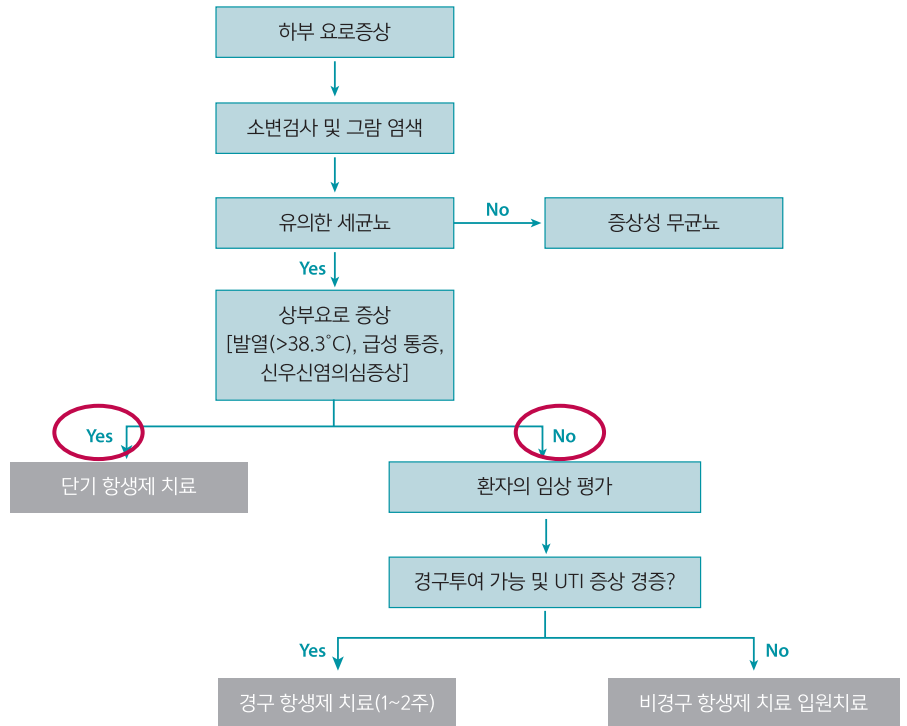 하부 요로증상
소변검사 및 그람 염색
유의한 세균뇨
No
증상성 무균뇨
Yes
상부요로 증상
[발열(>38.3˚C), 급성 통증,
신우신염의심증상]
Yes
No
단기 항생제 치료
환자의 임상 평가
경구투여 가능 및 UTI 증상 경증?
Yes
No
경구 항생제 치료(1~2주)
비경구 항생제 치료 입원치료